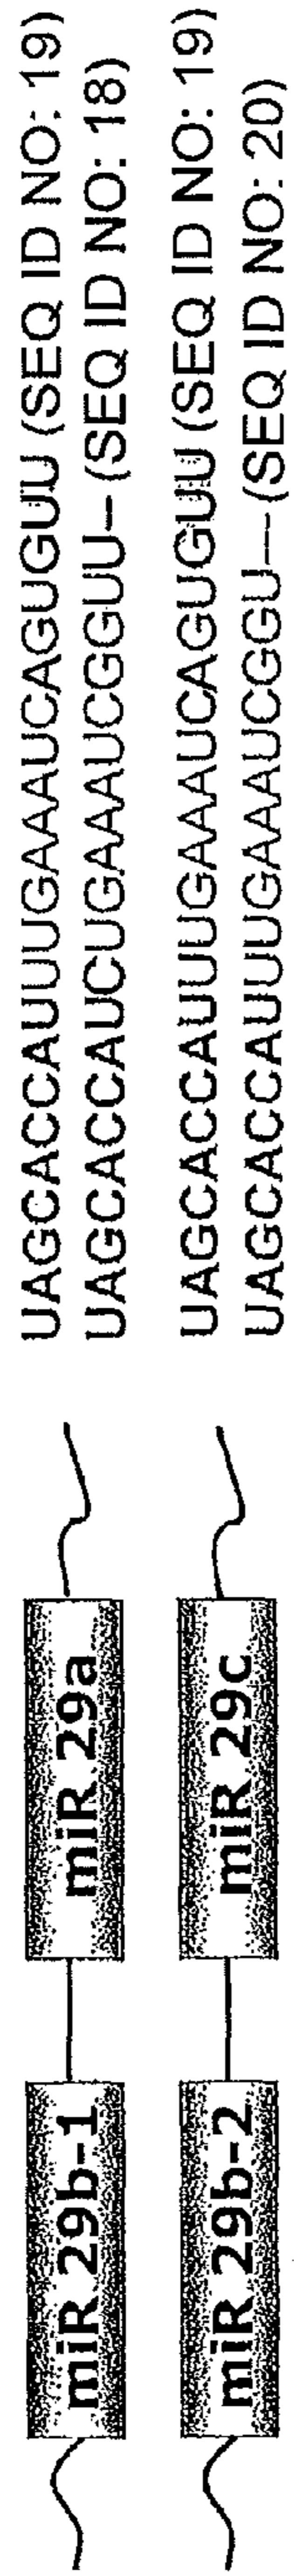 miR 29b-1 miR 29a
UAGCACCAUUUGAAAUCAGUGUU (SEQ ID NO; 19)
UAGCACCAUCUGAAAUCGGUU–(SEQ ID NO: 18)
miR 29b-2 miR 29c
UAGCACCAUUUGAAAUCAGUGUU (SEQ ID NO: 19)
UAGCACCAUUUGAAAUCGGU—(SEQ ID NO: 20)